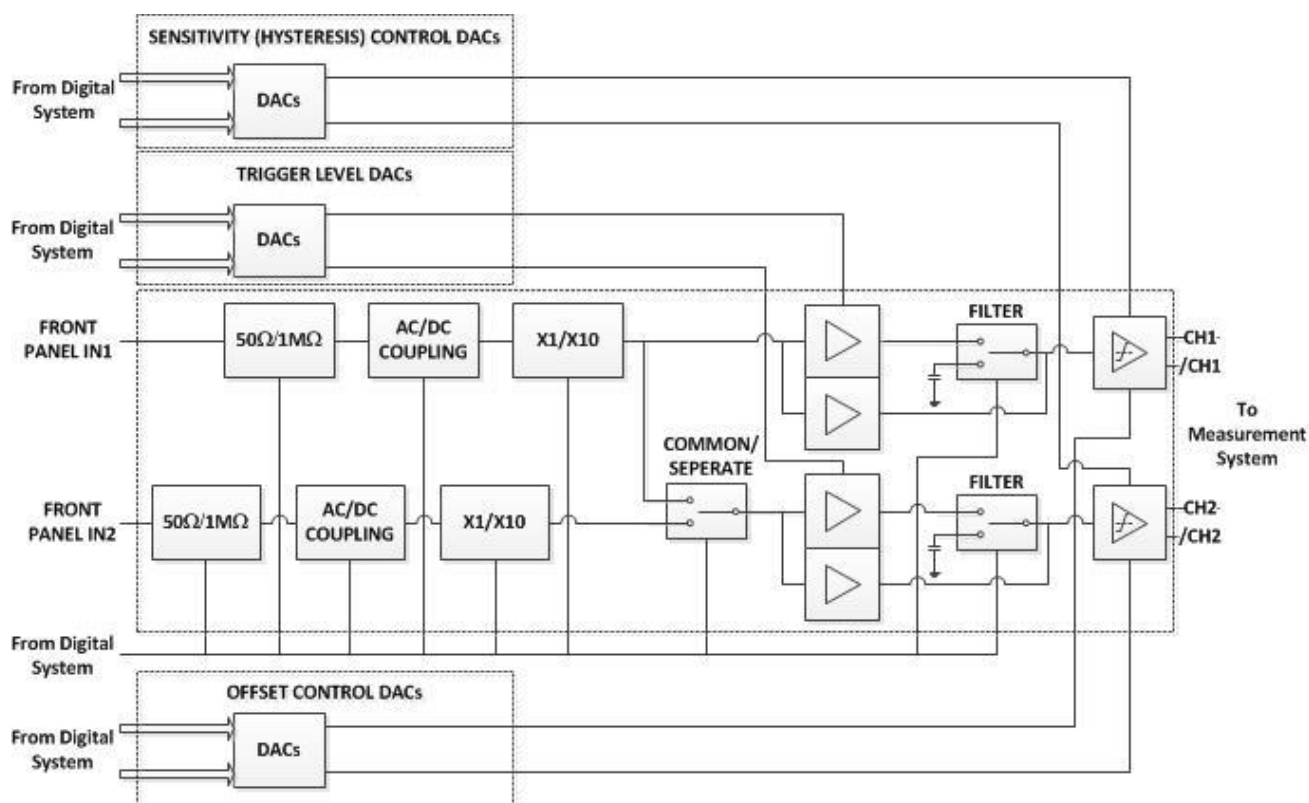 SENSITIVITY (HYSTERESIS) CONTROL DACs
From Digital
System
DACs
TRIGGER LEVEL DACs
From Digital
System
DACs
FRONT
PANEL IN1
50Ω/1MΩ
AC/DC
COUPLING
X1/X10
FILTER
CH1
/CH1
To
Measurement
System
COMMON/
SEPERATE
FRONT
PANEL IN2
50Ω/1MΩ
AC/DC
COUPLING
X1/X10
FILTER
CH2
/CH2
From Digital
System
OFFSET CONTROL DACs
From Digital
System
DACs